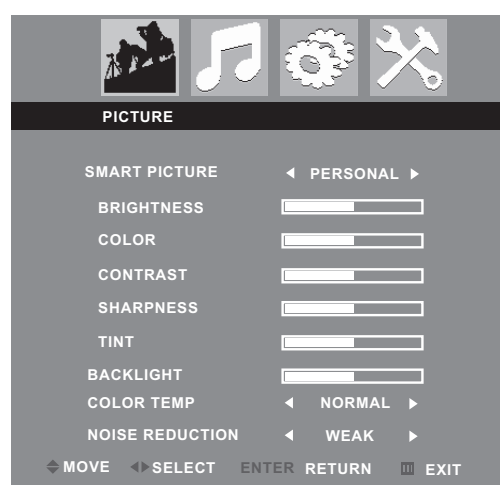 PICTURE
SMART PICTURE PERSONAL
BRIGHTNESS
COLOR
CONTRAST
SHARPNESS
TINT
BACKLIGHT
COLOR TEMP NORMAL
NOISE REDUCTION WEAK
MOVE SELECT ENTER RETURN EXIT